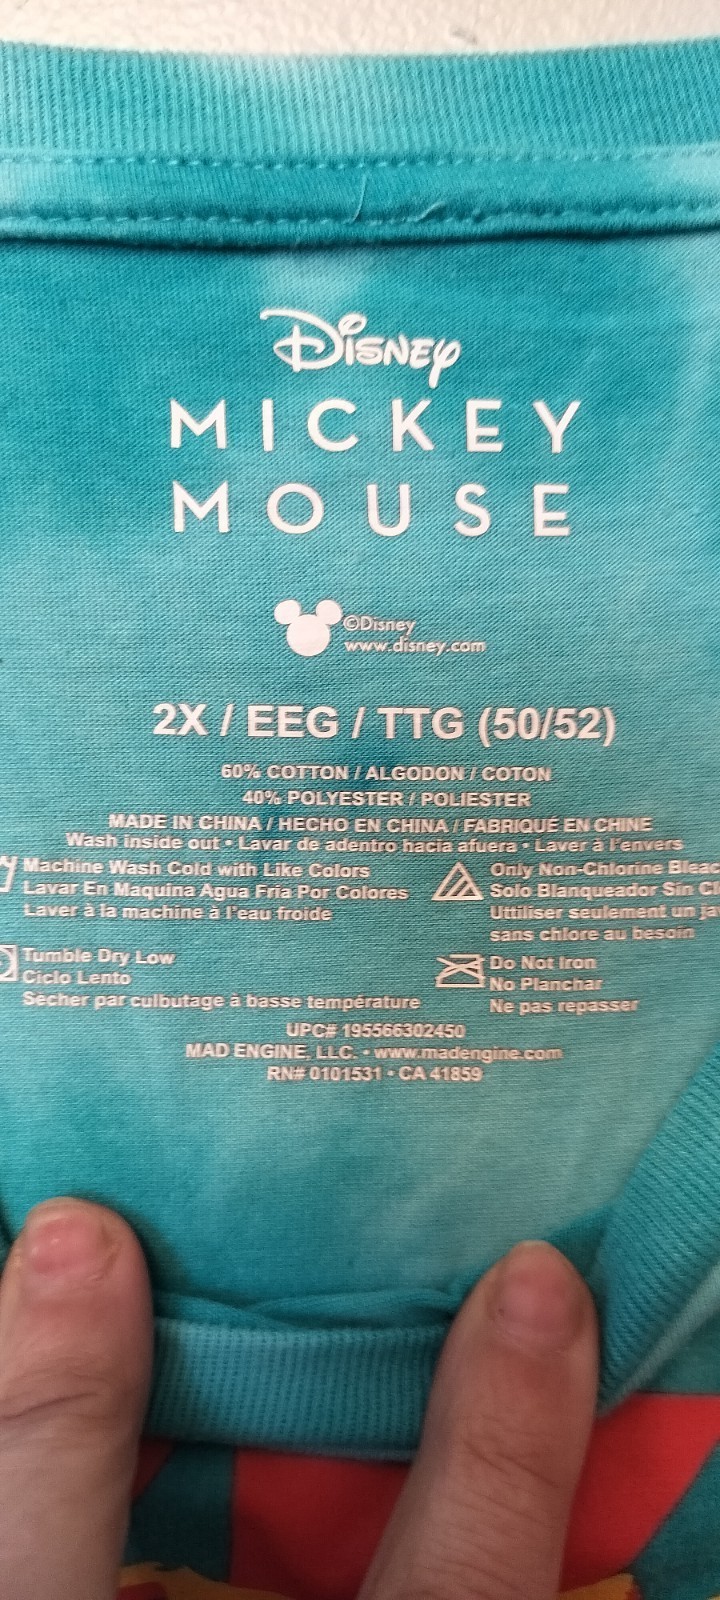 Disney
MICKEY
MOUSE
©Disney
www.disney.com
2X / EEG / TTG (50/52)
60% COTTON / ALGODON / COTON
40% POLYESTER / POLIESTER
MADE IN CHINA / HECHO EN CHINA / FABRIQUÉ EN CHINE
Wash inside out • Lavar de adentro hacia afuera • Laver à l'envers
Machine Wash Cold with Like Colors
Lavar En Maquina Agua Fria Por Colores
Laver à la machine à l'eau froide
Only Non-Chlorine Bleac
Solo Blanqueador Sin Cl
Uttiliser seulement un ja
sans chlore au besoin
Tumble Dry Low
Ciclo Lento
Sécher par culbutage à basse température
Do Not Iron
No Planchar
Ne pas repasser
UPC# 195566302450
MAD ENGINE, LLC. • www.madengine.com
RN# 0101531 • CA 41859